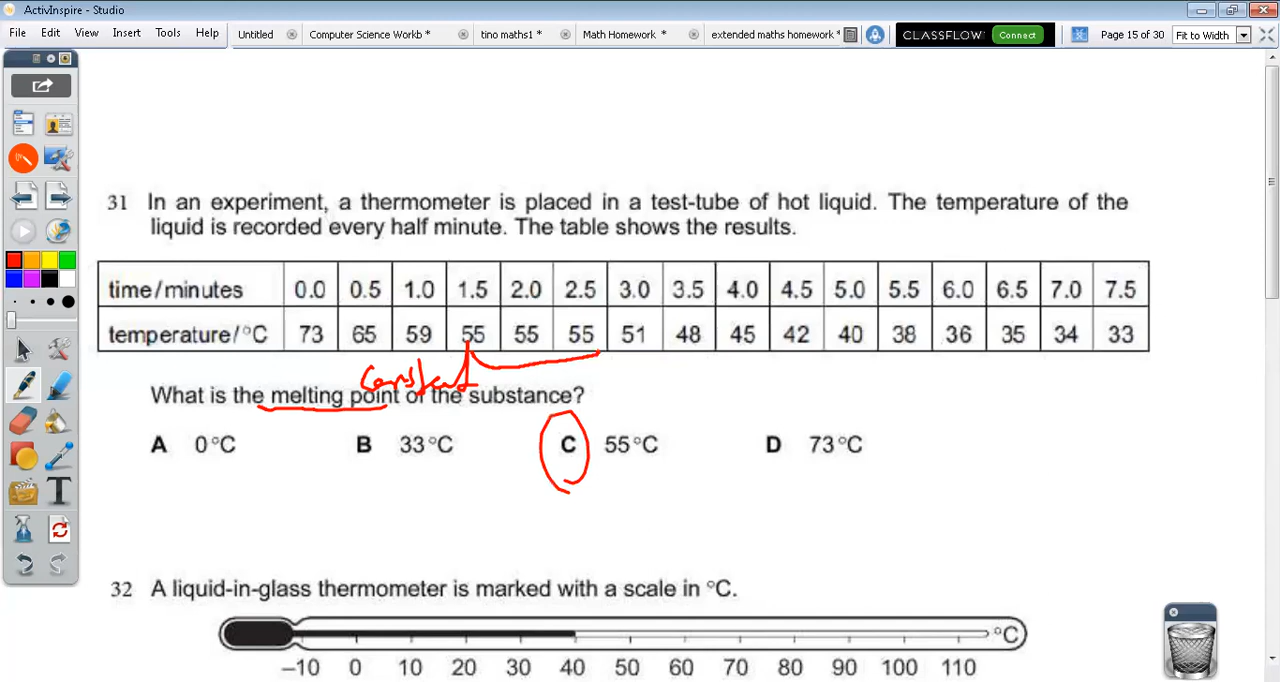 ActivInspire - Studio
File Edit View Insert Tools Help Untitled Computer Science Workb * tino maths1 * Math Homework * extended maths homework * CLASSFLOW Connect Page 15 of 30 Fit to Width
31 In an experiment, a thermometer is placed in a test-tube of hot liquid. The temperature of the
liquid is recorded every half minute. The table shows the results.
time/minutes 0.0 0.5 1.0 1.5 2.0 2.5 3.0 3.5 4.0 4.5 5.0 5.5 6.0 6.5 7.0 7.5
temperature/°C 73 65 59 55 55 55 51 48 45 42 40 38 36 35 34 33
constant
What is the melting point of the substance?
A 0°C B 33°C C 55°C D 73°C
32 A liquid-in-glass thermometer is marked with a scale in °C.
°C
–10 0 10 20 30 40 50 60 70 80 90 100 110
T